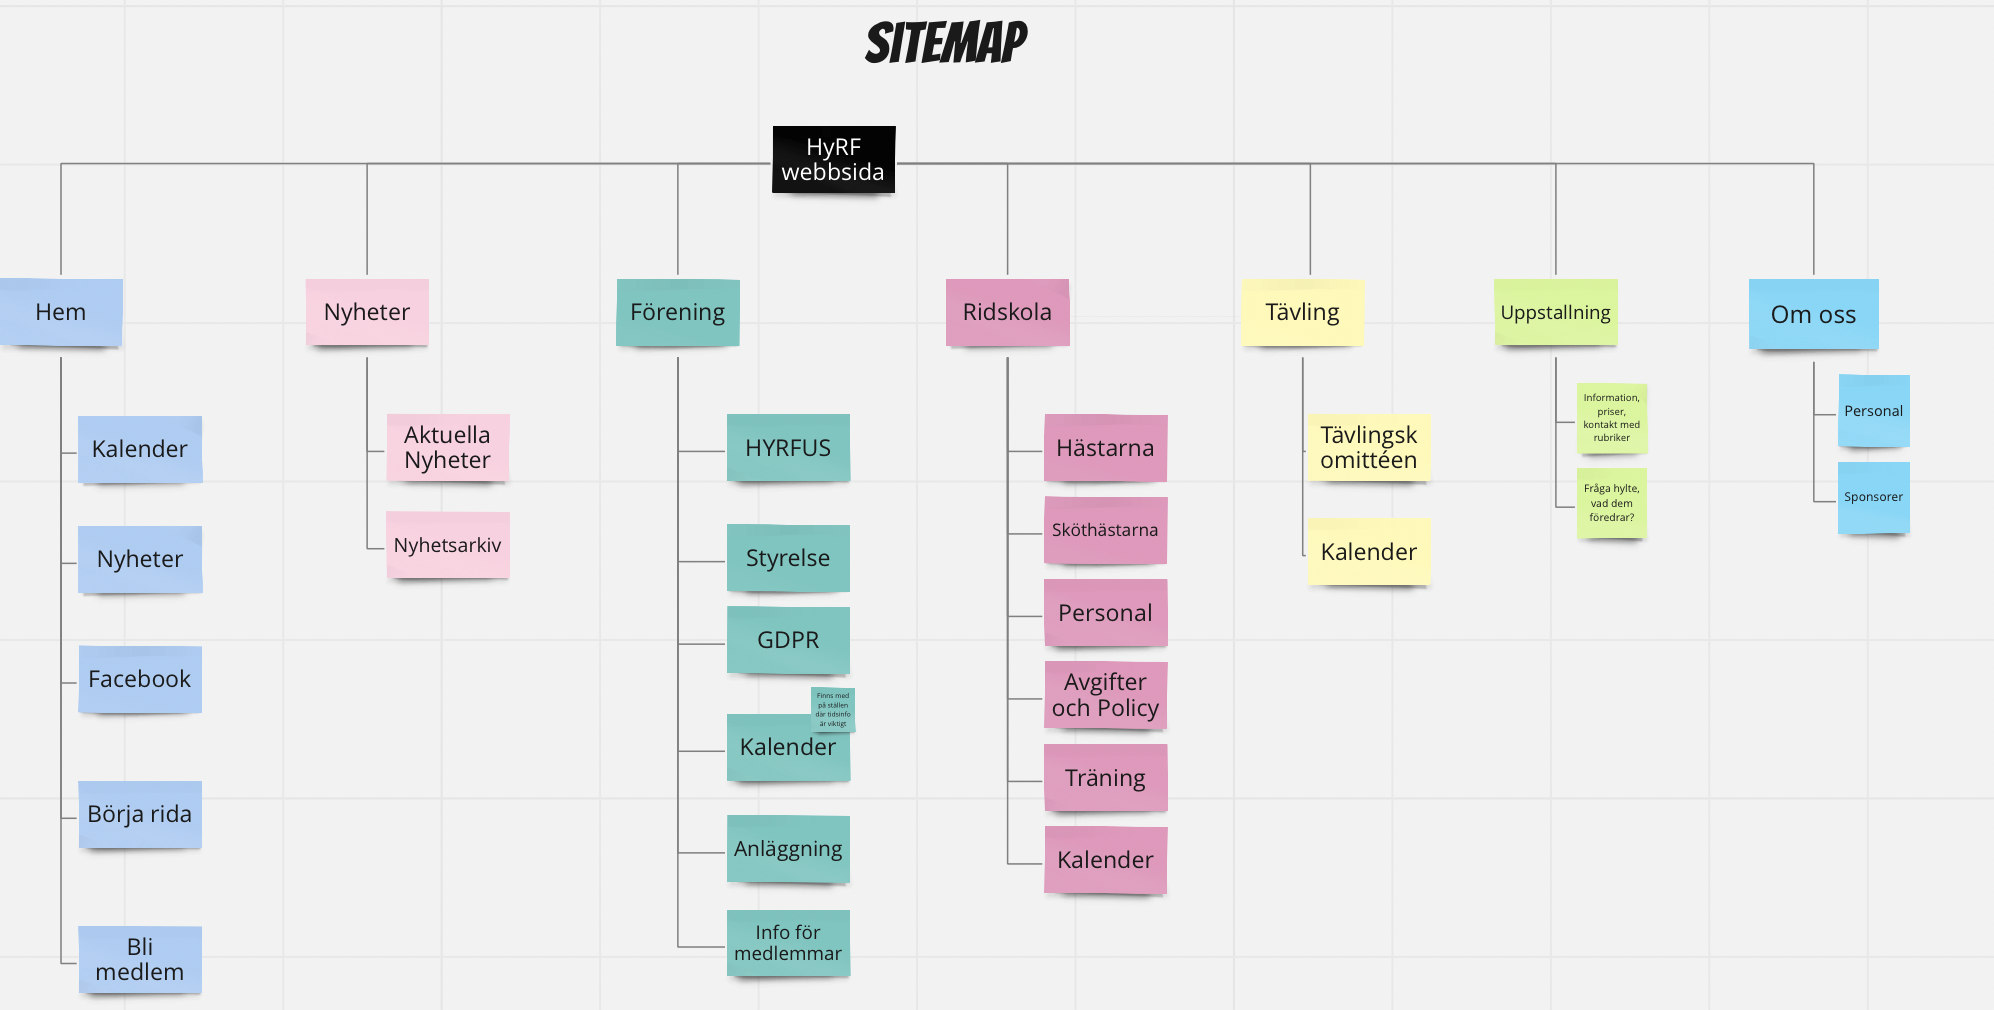 SITEMAP
HyRF
webbsida
Hem
Nyheter
Förening
Ridskola
Tävling
Uppstallning
Om oss
Kalender
Nyheter
Facebook
Börja rida
Bli
medlem
Aktuella
Nyheter
Nyhetsarkiv
HYRFUS
Styrelse
GDPR
Finns med
på ställen
där tidsinfo
är viktigt
Kalender
Anläggning
Info för
medlemmar
Hästarna
Sköthästarna
Personal
Avgifter
och Policy
Träning
Kalender
Tävlingsk
omittéen
Kalender
Information,
priser,
kontakt med
rubriker
Fråga hylte,
vad dem
föredrar?
Personal
Sponsorer